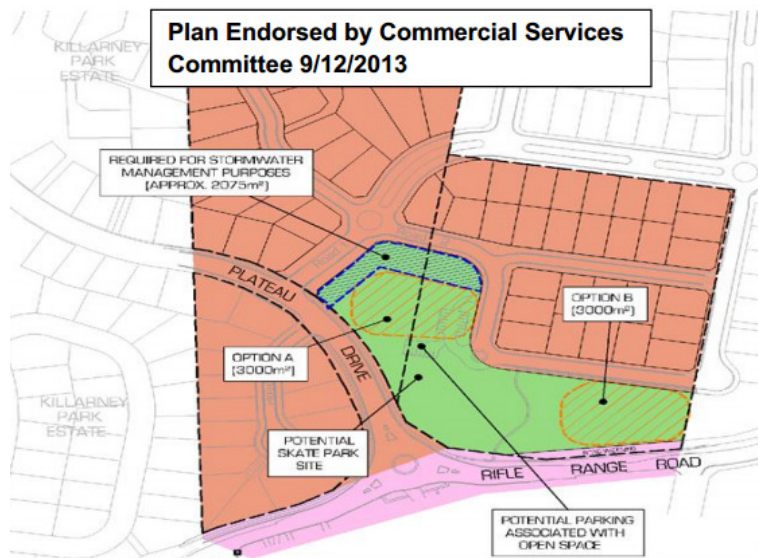 Plan Endorsed by Commercial Services
Committee 9/12/2013
KILLARNEY
PARK
ESTATE
REQUIRED FOR STORMWATER
MANAGEMENT PURPOSES
(APPROX. 2075m²)
PLATEAU
DRIVE
OPTION B
(3000m²)
OPTION A
(3000m²)
KILLARNEY
PARK
ESTATE
POTENTIAL
SKATE PARK
SITE
RIFLE RANGE ROAD
POTENTIAL PARKING
ASSOCIATED WITH
OPEN SPACE